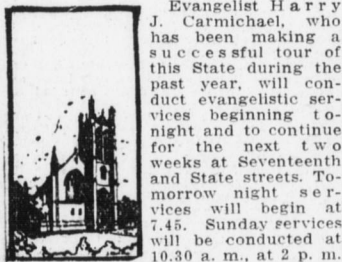 Evangelist Harry
J. Carmichael, who
has been making a
successful tour of
this State during the
past year, will con-
duct evangelistic ser-
vices beginning to-
night and to continue
for the next two
weeks at Seventeenth
and State streets. To-
morrow night ser-
vices will begin at
7.45. Sunday services
will be conducted at
10.30 a. m., at 2 p. m.